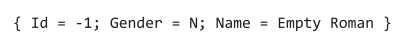 { Id = -1; Gender = N; Name = Empty Roman }